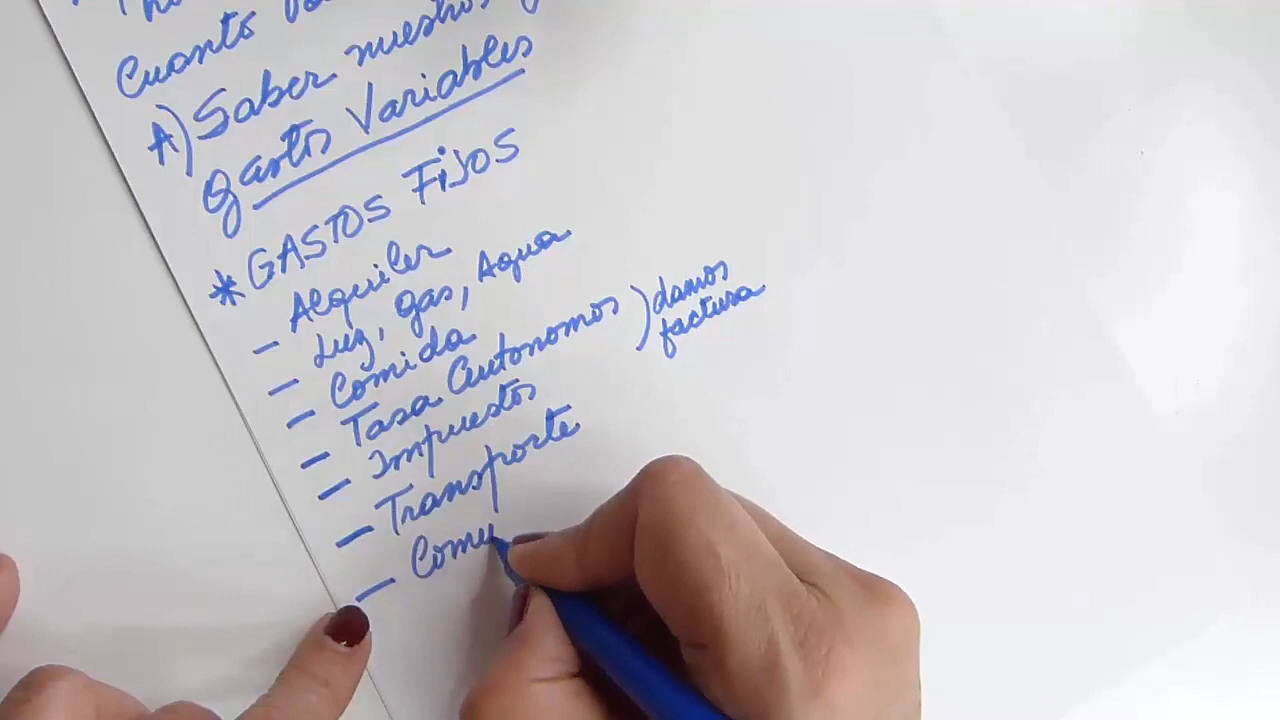 Cuanto
A) Saber nuestros
gastos Variables
* GASTOS FIJOS
- Alquiler
- Luz, gas, Agua
- Comida
- Tasa Autonomos ) damos factura
- Impuestos
- Transporte
- Comu